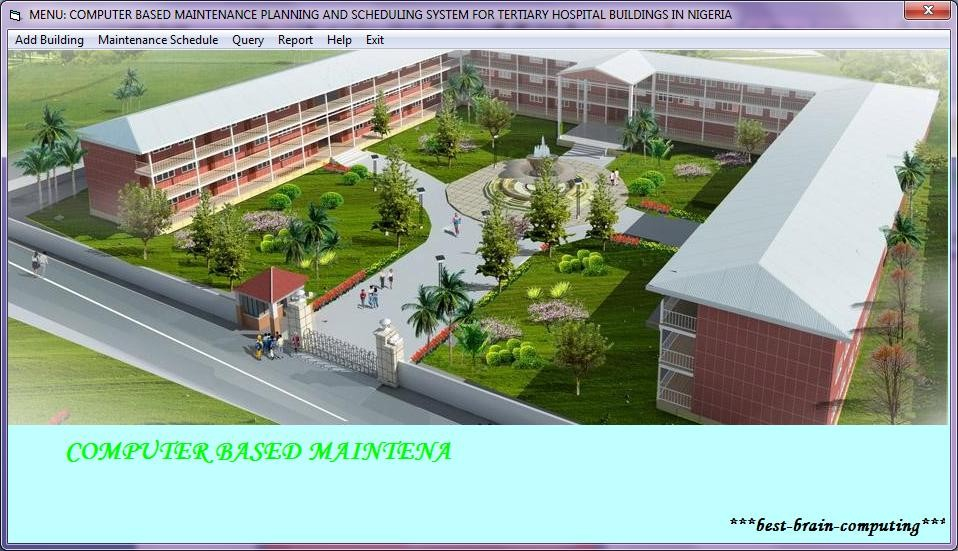 MENU: COMPUTER BASED MAINTENANCE PLANNING AND SCHEDULING SYSTEM FOR TERTIARY HOSPITAL BUILDINGS IN NIGERIA
Add Building Maintenance Schedule Query Report Help Exit
COMPUTER BASED MAINTENA
***best-brain-computing***